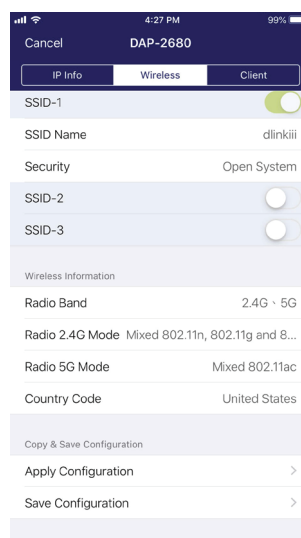 4:27 PM
99%
Cancel
DAP-2680
IP Info
Wireless
Client
SSID-1
SSID Name dlinkiii
Security Open System
SSID-2
SSID-3
Wireless Information
Radio Band 2.4G、5G
Radio 2.4G Mode Mixed 802.11n, 802.11g and 8...
Radio 5G Mode Mixed 802.11ac
Country Code United States
Copy & Save Configuration
Apply Configuration
Save Configuration